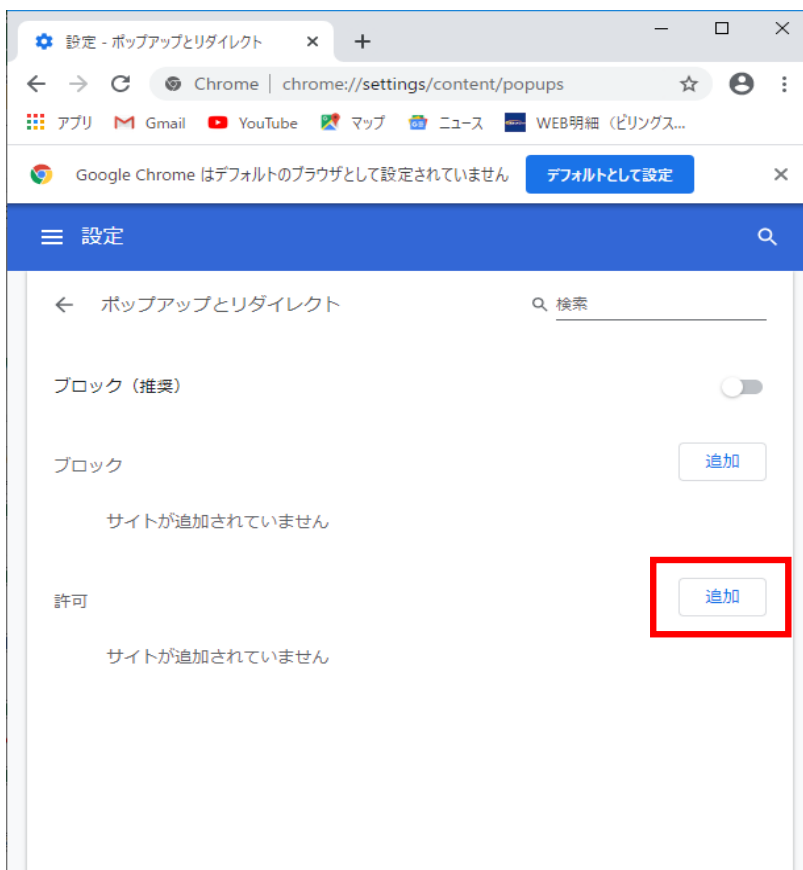 設定 - ポップアップとリダイレクト
Chrome | chrome://settings/content/popups
アプリ Gmail YouTube マップ ニュース WEB明細（ビリングス...
Google Chrome はデフォルトのブラウザとして設定されていません デフォルトとして設定
設定
ポップアップとリダイレクト 検索
ブロック（推奨）
ブロック 追加
サイトが追加されていません
許可 追加
サイトが追加されていません